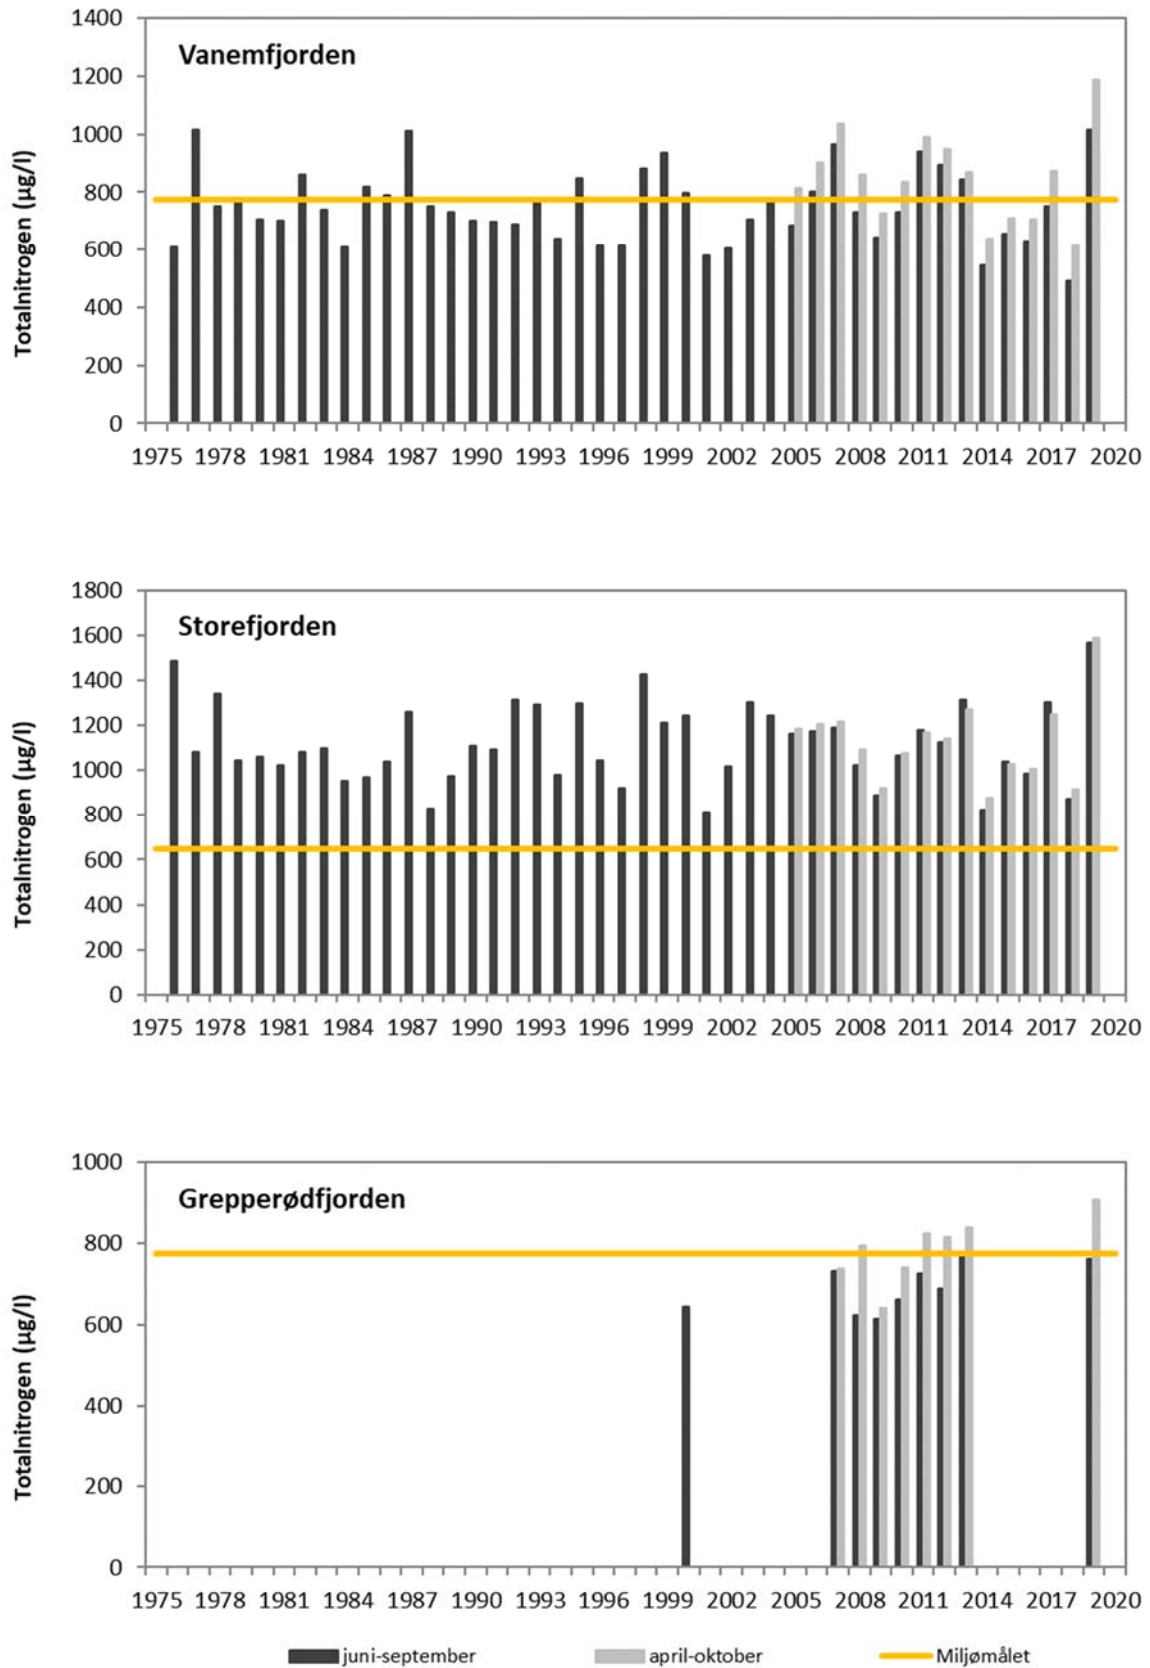 Vanemfjorden
Totalnitrogen (µg/l)
1400
1200
1000
800
600
400
200
0
1975 1978 1981 1984 1987 1990 1993 1996 1999 2002 2005 2008 2011 2014 2017 2020
Storefjorden
Totalnitrogen (µg/l)
1800
1600
1400
1200
1000
800
600
400
200
0
1975 1978 1981 1984 1987 1990 1993 1996 1999 2002 2005 2008 2011 2014 2017 2020
Grepperødfjorden
Totalnitrogen (µg/l)
1000
800
600
400
200
0
1975 1978 1981 1984 1987 1990 1993 1996 1999 2002 2005 2008 2011 2014 2017 2020
juni-september april-oktober Miljømålet